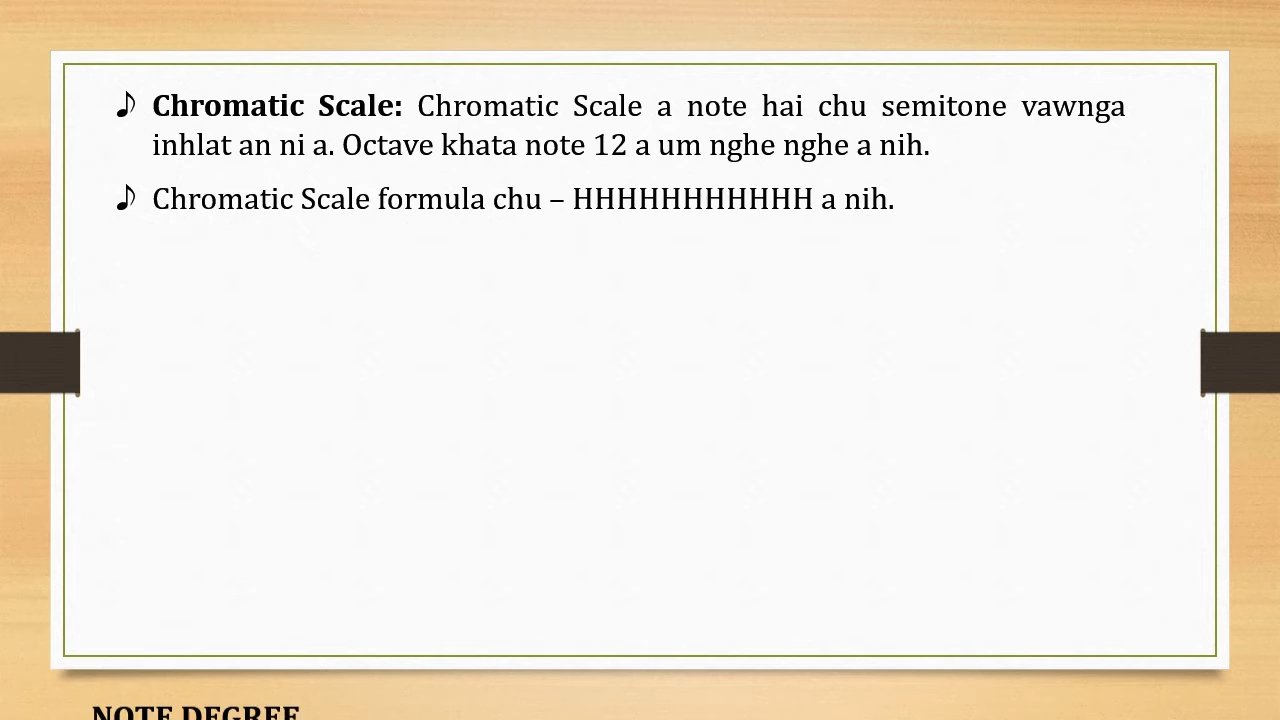 ♪ Chromatic Scale: Chromatic Scale a note hai chu semitone vawnga
inhlat an ni a. Octave khata note 12 a um nghe nghe a nih.
♪ Chromatic Scale formula chu – HHHHHHHHHHH a nih.
NOTE DEGREE